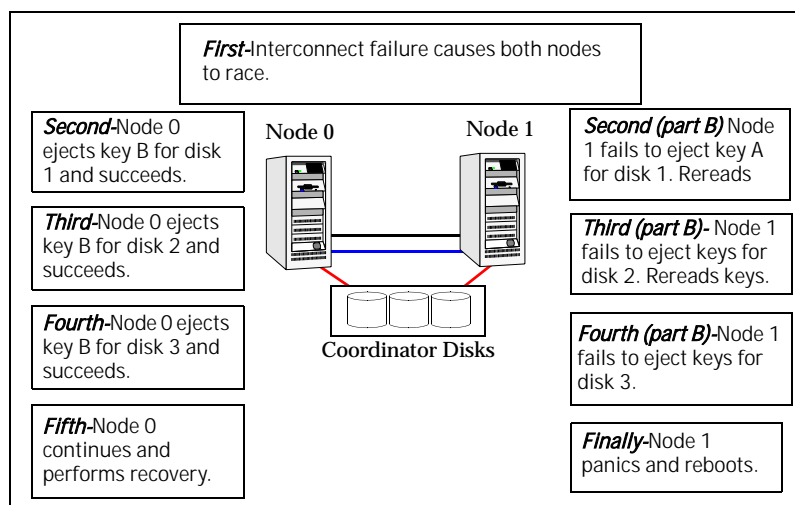 First-Interconnect failure causes both nodes
to race.
Second-Node 0
ejects key B for disk
1 and succeeds.
Node 0
Node 1
Second (part B) Node
1 fails to eject key A
for disk 1. Rereads
Third-Node 0 ejects
key B for disk 2 and
succeeds.
Third (part B)- Node 1
fails to eject keys for
disk 2. Rereads keys.
Fourth-Node 0 ejects
key B for disk 3 and
succeeds.
Coordinator Disks
Fourth (part B)-Node 1
fails to eject keys for
disk 3.
Fifth-Node 0
continues and
performs recovery.
Finally-Node 1
panics and reboots.